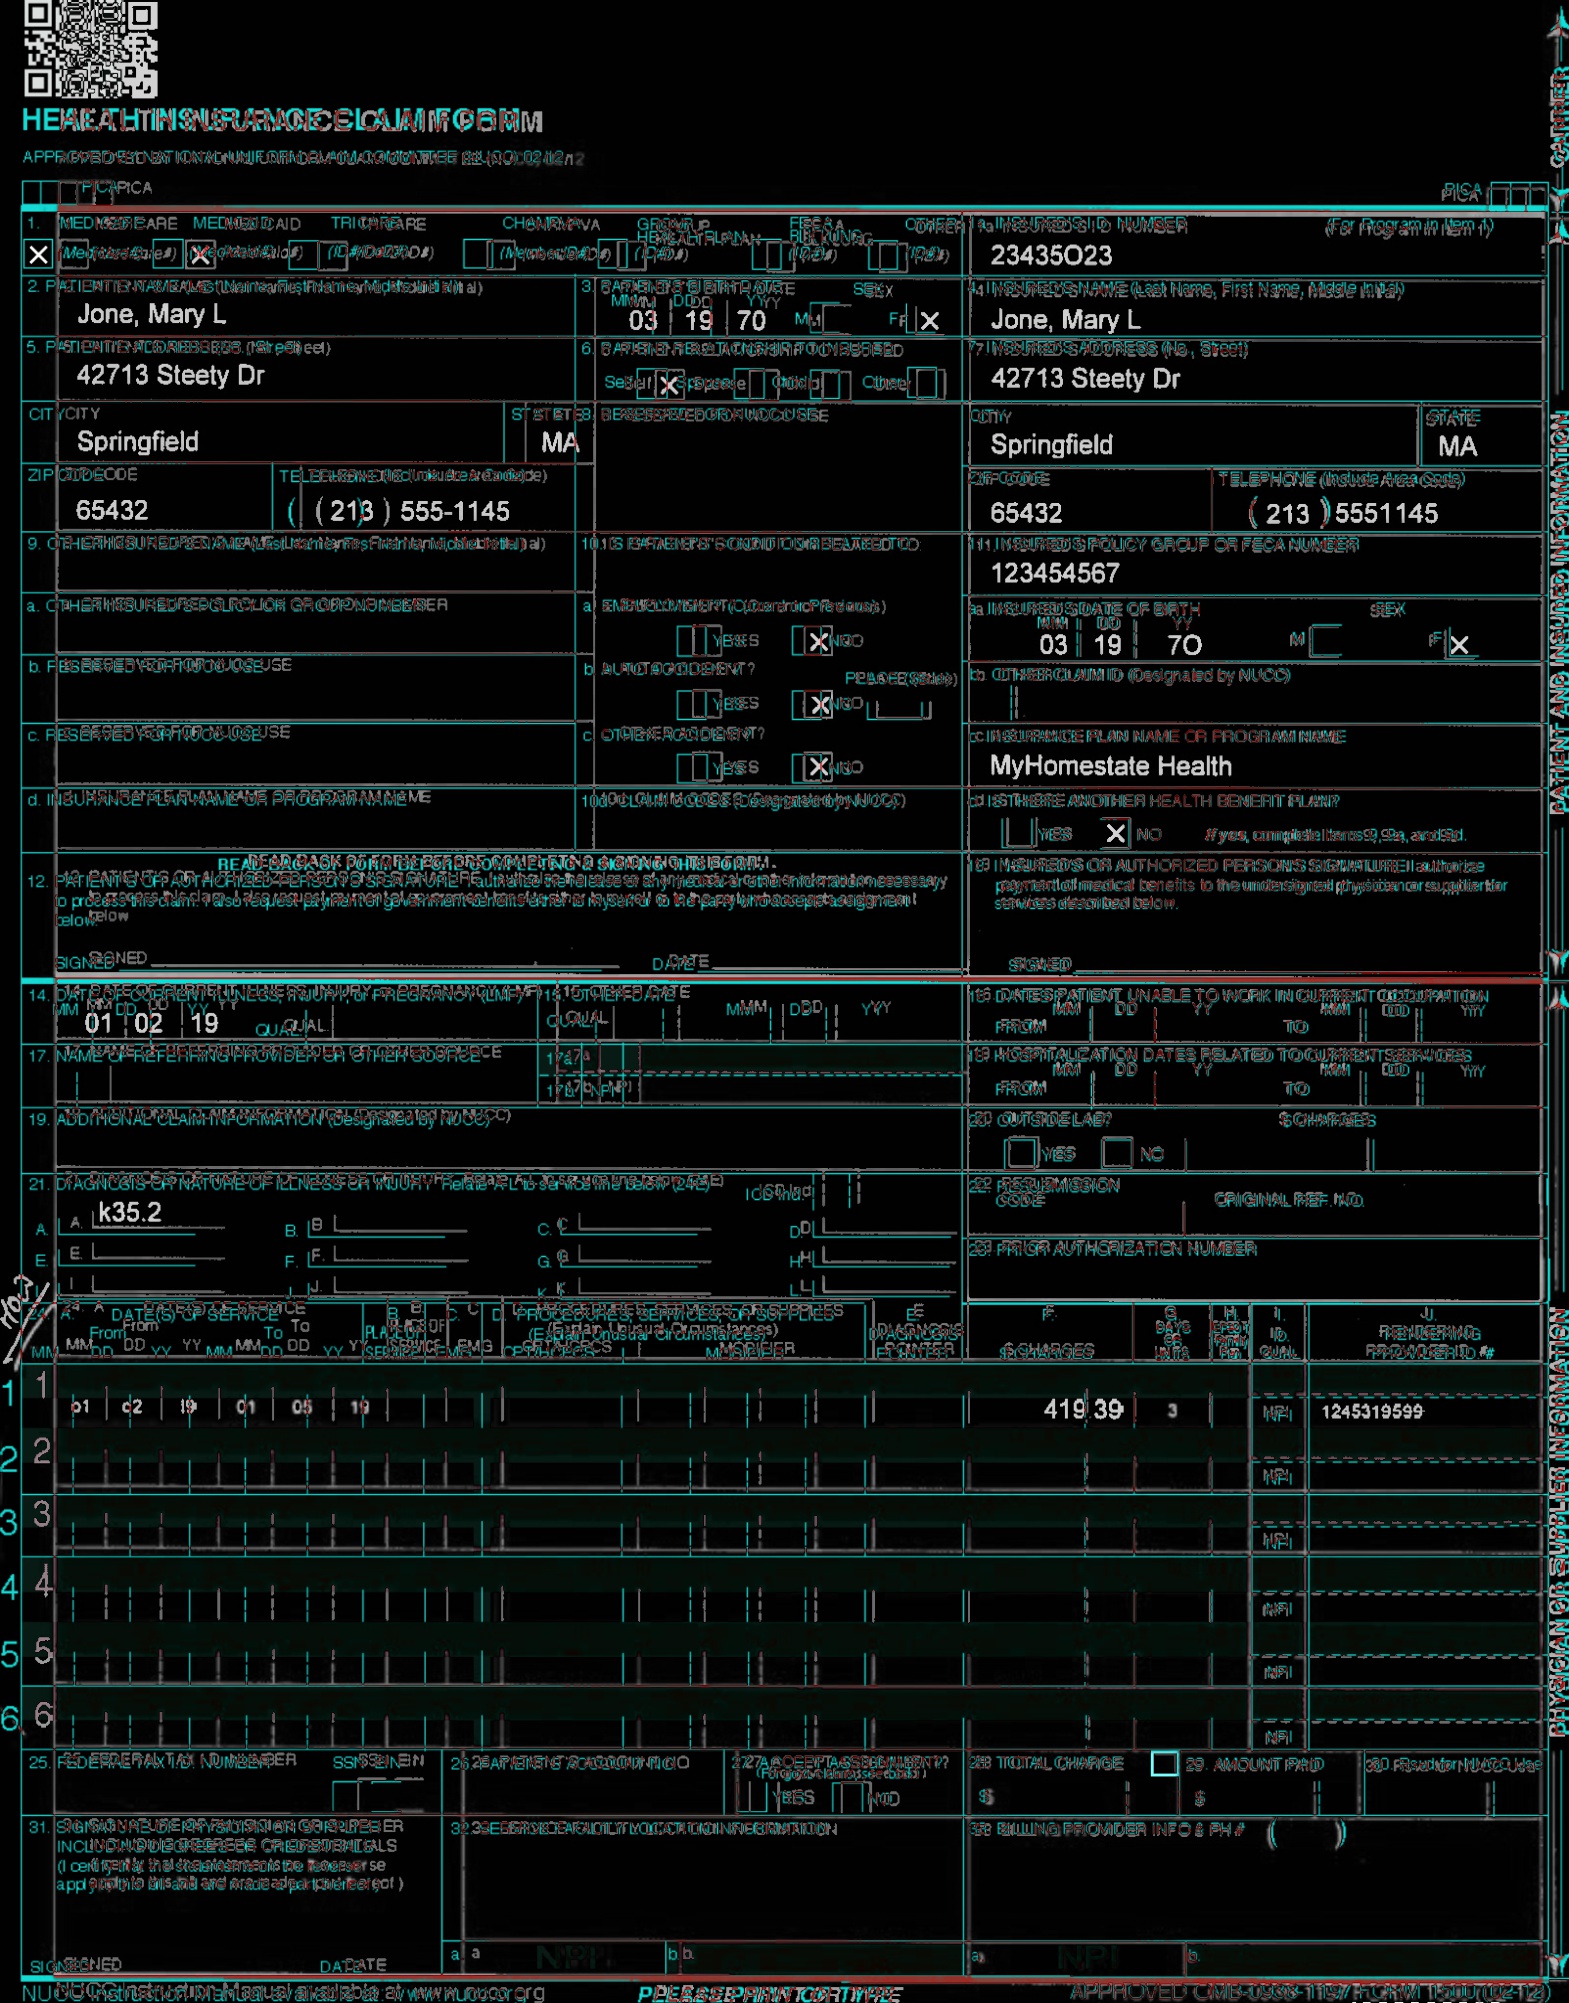 HEALTH INSURANCE CLAIM FORM
APPROVED BY NATIONAL UNIFORM CLAIM COMMITTEE (NUCC) 02/12
PICA PICA
1. MEDICARE MEDICAID TRICARE CHAMPVA GROUP HEALTH PLAN FECA BLK LUNG OTHER 1a. INSURED'S I.D. NUMBER (For Program in Item 1)
X X 23435O23
2. PATIENT'S NAME (Last Name, First Name, Middle Initial) 3. PATIENT'S BIRTH DATE SEX 4. INSURED'S NAME (Last Name, First Name, Middle Initial)
MM DD YY
Jone, Mary L 03 19 70 M F X Jone, Mary L
5. PATIENT'S ADDRESS (No., Street) 6. PATIENT RELATIONSHIP TO INSURED 7. INSURED'S ADDRESS (No., Street)
42713 Steety Dr Self X Spouse Child Other 42713 Steety Dr
CITY STATE 8. RESERVED FOR NUCC USE CITY STATE
Springfield MA Springfield MA
ZIP CODE TELEPHONE (Include Area Code) ZIP CODE TELEPHONE (Include Area Code)
65432 ( 213 ) 555-1145 65432 ( 213 ) 5551145
9. OTHER INSURED'S NAME (Last Name, First Name, Middle Initial) 10. IS PATIENT'S CONDITION RELATED TO: 11. INSURED'S POLICY GROUP OR FECA NUMBER
123454567
a. OTHER INSURED'S POLICY OR GROUP NUMBER a. EMPLOYMENT? (Current or Previous) a. INSURED'S DATE OF BIRTH SEX
MM DD YY
YES X NO 03 19 7O M F X
b. RESERVED FOR NUCC USE b. AUTO ACCIDENT? PLACE (State) b. OTHER CLAIM ID (Designated by NUCC)
YES X NO
c. RESERVED FOR NUCC USE c. OTHER ACCIDENT? c. INSURANCE PLAN NAME OR PROGRAM NAME
YES X NO MyHomestate Health
d. INSURANCE PLAN NAME OR PROGRAM NAME 10d. CLAIM CODES (Designated by NUCC) d. IS THERE ANOTHER HEALTH BENEFIT PLAN?
YES X NO If yes, complete items 9, 9a, and 9d.
READ BACK OF FORM BEFORE COMPLETING & SIGNING THIS FORM.
12. PATIENT'S OR AUTHORIZED PERSON'S SIGNATURE I authorize the release of any medical or other information necessary
to process this claim. I also request payment of government benefits either to myself or to the party who accepts assignment
below.
13. INSURED'S OR AUTHORIZED PERSON'S SIGNATURE I authorize
payment of medical benefits to the undersigned physician or supplier for
services described below.
SIGNED DATE SIGNED
14. DATE OF CURRENT ILLNESS, INJURY, or PREGNANCY (LMP) 15. OTHER DATE 16. DATES PATIENT UNABLE TO WORK IN CURRENT OCCUPATION
MM DD YY MM DD YY MM DD YY MM DD YY
01 02 19 QUAL. QUAL. FROM TO
17. NAME OF REFERRING PROVIDER OR OTHER SOURCE 17a. 18. HOSPITALIZATION DATES RELATED TO CURRENT SERVICES
MM DD YY MM DD YY
17b. NPI FROM TO
19. ADDITIONAL CLAIM INFORMATION (Designated by NUCC) 20. OUTSIDE LAB? $ CHARGES
YES NO
21. DIAGNOSIS OR NATURE OF ILLNESS OR INJURY Relate A-L to service line below (24E) ICD Ind. 22. RESUBMISSION
CODE ORIGINAL REF. NO.
A. k35.2 B. C. D.
23. PRIOR AUTHORIZATION NUMBER
E. F. G. H.
I. J. K. L.
24. A. DATE(S) OF SERVICE B. C. D. PROCEDURES, SERVICES, OR SUPPLIES E. F. G. H. I. J.
From To PLACE OF (Explain Unusual Circumstances) DIAGNOSIS DAYS OR ID. RENDERING
MM DD YY MM DD YY SERVICE EMG CPT/HCPCS MODIFIER POINTER $ CHARGES UNITS QUAL. PROVIDER ID. #
1 o1 o2 19 01 05 19 419 39 3 NPI 1245319599
2 NPI
3 NPI
4 NPI
5 NPI
6 NPI
25. FEDERAL TAX I.D. NUMBER SSN EIN 26. PATIENT'S ACCOUNT NO. 27. ACCEPT ASSIGNMENT? 28. TOTAL CHARGE 29. AMOUNT PAID 30. Rsvd for NUCC Use
YES NO $ $
31. SIGNATURE OF PHYSICIAN OR SUPPLIER 32. SERVICE FACILITY LOCATION INFORMATION 33. BILLING PROVIDER INFO & PH # ( )
INCLUDING DEGREES OR CREDENTIALS
(I certify that the statements on the reverse
apply to this bill and are made a part thereof.)
SIGNED DATE a. NPI b. a. NPI b.
NUCC Instruction Manual available at: www.nucc.org PLEASE PRINT OR TYPE APPROVED OMB-0938-1197 FORM 1500 (02-12)
CARRIER
PATIENT AND INSURED INFORMATION
PHYSICIAN OR SUPPLIER INFORMATION